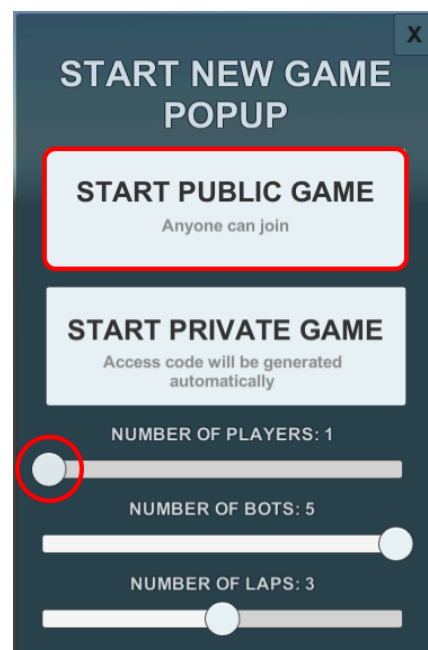 X
START NEW GAME
POPUP
START PUBLIC GAME
Anyone can join
START PRIVATE GAME
Access code will be generated
automatically
NUMBER OF PLAYERS: 1
NUMBER OF BOTS: 5
NUMBER OF LAPS: 3